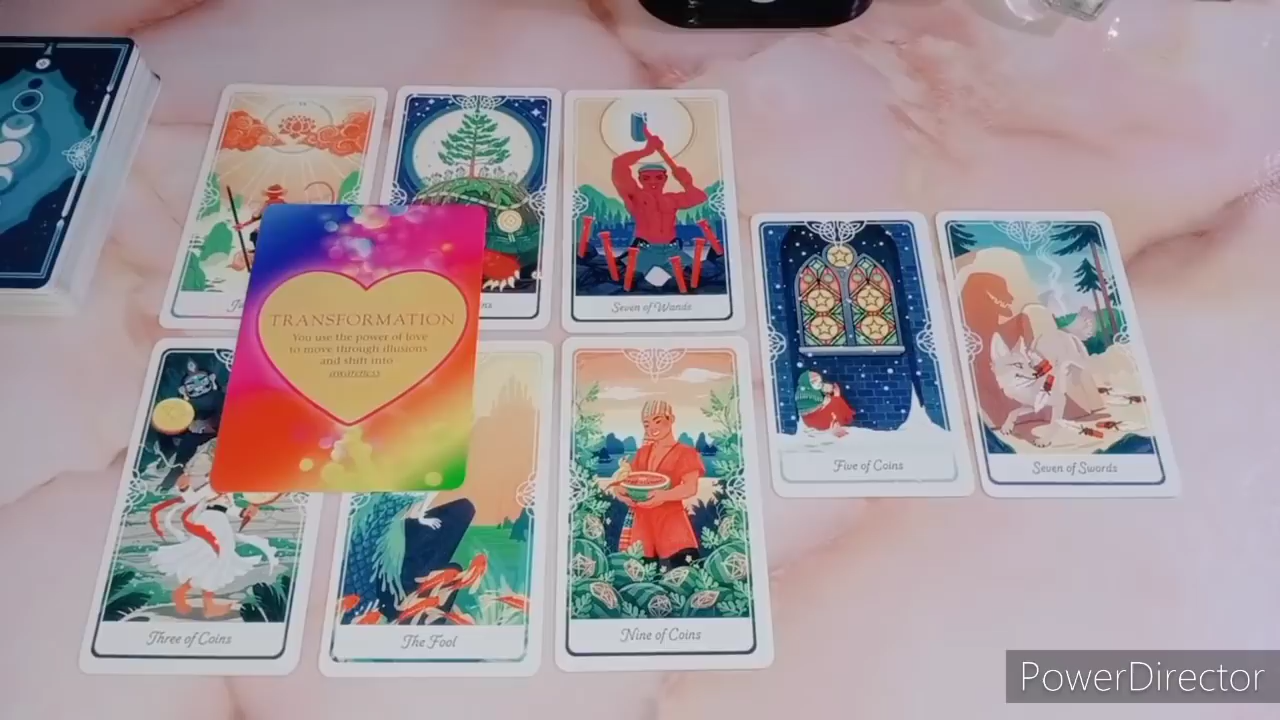 Seven of Wands
TRANSFORMATION
You use the power of love
to move through illusions
and shift into
awareness
Five of Coins
Seven of Swords
Three of Coins
The Fool
Nine of Coins
PowerDirector